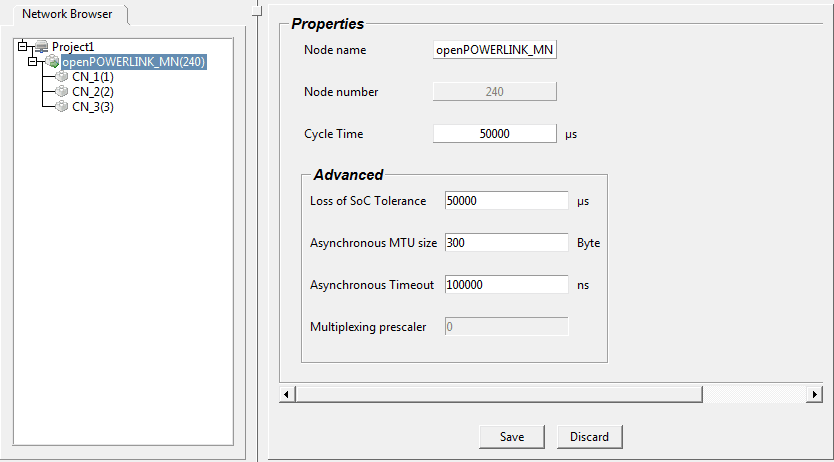 Network Browser
Project1
openPOWERLINK_MN(240)
CN_1(1)
CN_2(2)
CN_3(3)
Properties
Node name openPOWERLINK_MN
Node number 240
Cycle Time 50000 µs
Advanced
Loss of SoC Tolerance 50000 µs
Asynchronous MTU size 300 Byte
Asynchronous Timeout 100000 ns
Multiplexing prescaler 0
Save Discard